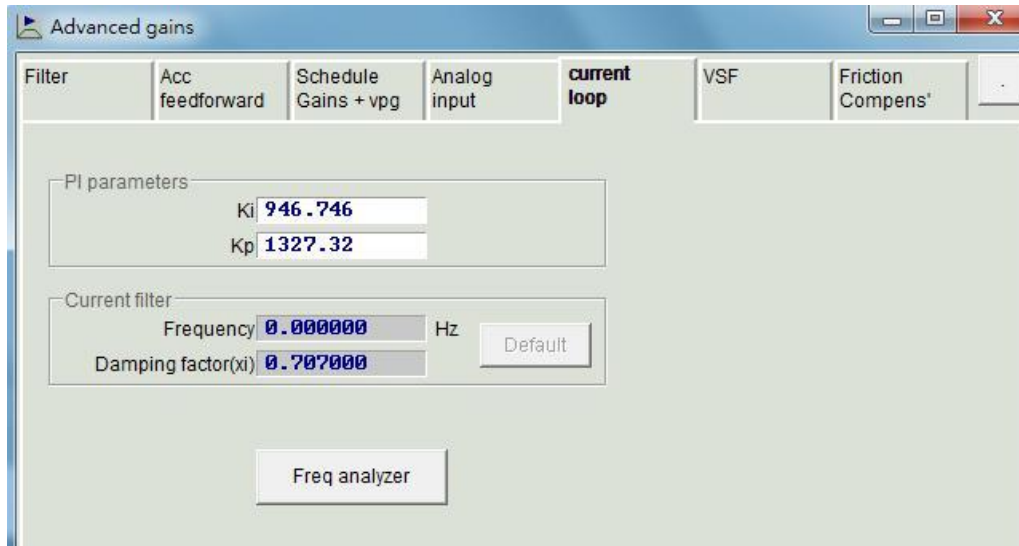 Advanced gains
Filter
Acc
feedforward
Schedule
Gains + vpg
Analog
input
current
loop
VSF
Friction
Compens'
.
PI parameters
Ki 946.746
Kp 1327.32
Current filter
Frequency 0.000000 Hz
Default
Damping factor(xi) 0.707000
Freq analyzer